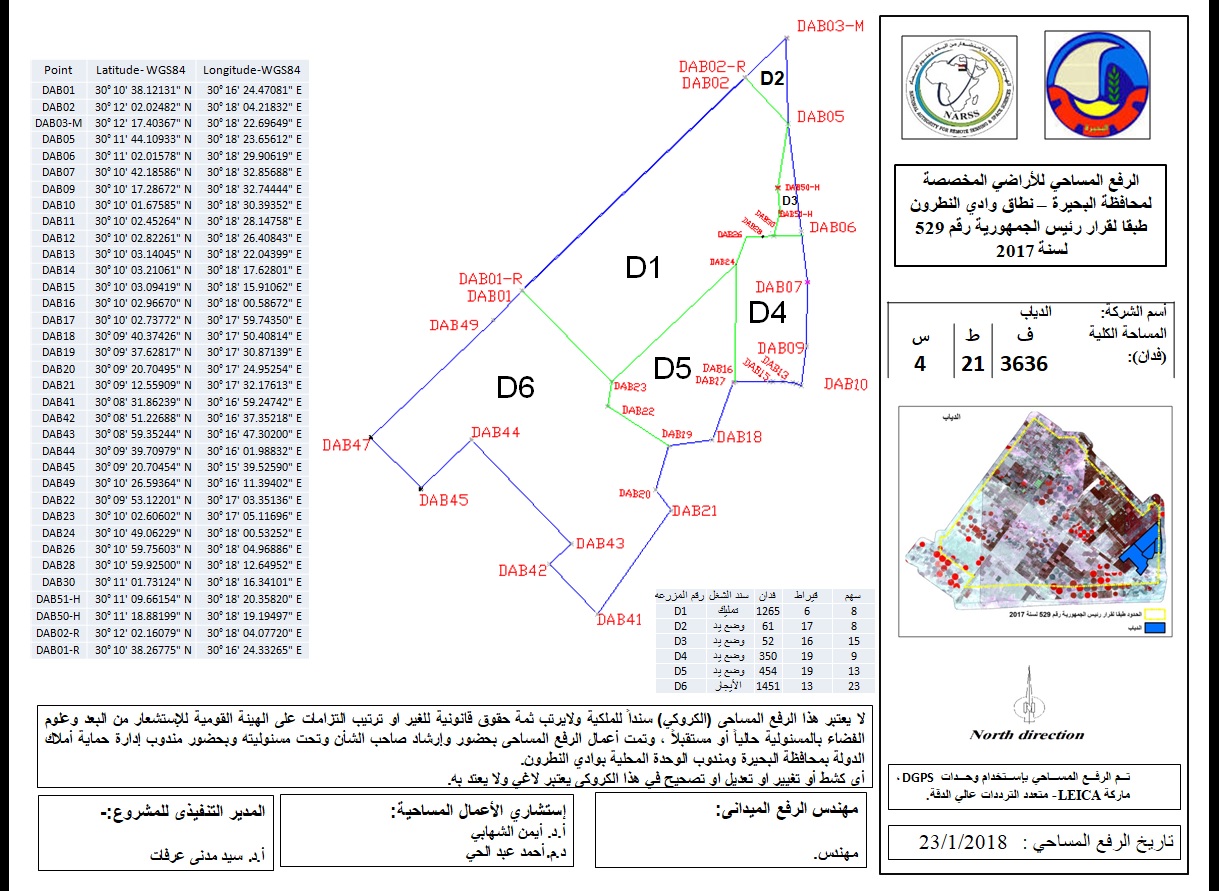 Point Latitude- WGS84 Longitude-WGS84
DAB01 30° 10' 38.12131" N 30° 16' 24.47081" E
DAB02 30° 12' 02.02482" N 30° 18' 04.21832" E
DAB03-M 30° 12' 17.40367" N 30° 18' 22.69649" E
DAB05 30° 11' 44.10933" N 30° 18' 23.65612" E
DAB06 30° 11' 02.01578" N 30° 18' 29.90619" E
DAB07 30° 10' 42.18586" N 30° 18' 32.85688" E
DAB09 30° 10' 17.28672" N 30° 18' 32.74444" E
DAB10 30° 10' 01.67585" N 30° 18' 30.39352" E
DAB11 30° 10' 02.45264" N 30° 18' 28.14758" E
DAB12 30° 10' 02.82261" N 30° 18' 26.40843" E
DAB13 30° 10' 03.14045" N 30° 18' 22.04399" E
DAB14 30° 10' 03.21061" N 30° 18' 17.62801" E
DAB15 30° 10' 03.09419" N 30° 18' 15.91062" E
DAB16 30° 10' 02.96670" N 30° 18' 00.58672" E
DAB17 30° 10' 02.73772" N 30° 17' 59.74350" E
DAB18 30° 09' 40.37426" N 30° 17' 50.40814" E
DAB19 30° 09' 37.62817" N 30° 17' 30.87139" E
DAB20 30° 09' 20.70495" N 30° 17' 24.95254" E
DAB21 30° 09' 12.55909" N 30° 17' 32.17613" E
DAB41 30° 08' 31.86239" N 30° 16' 59.24742" E
DAB42 30° 08' 51.22688" N 30° 16' 37.35218" E
DAB43 30° 08' 59.35244" N 30° 16' 47.30200" E
DAB44 30° 09' 39.70979" N 30° 16' 01.98832" E
DAB45 30° 09' 20.70454" N 30° 15' 39.52590" E
DAB49 30° 10' 26.59364" N 30° 16' 11.39402" E
DAB22 30° 09' 53.12201" N 30° 17' 03.35136" E
DAB23 30° 10' 02.60602" N 30° 17' 05.11696" E
DAB24 30° 10' 49.06229" N 30° 18' 00.53252" E
DAB26 30° 10' 59.75603" N 30° 18' 04.96886" E
DAB28 30° 10' 59.92500" N 30° 18' 12.64952" E
DAB30 30° 11' 01.73124" N 30° 18' 16.34101" E
DAB51-H 30° 11' 09.66154" N 30° 18' 20.35820" E
DAB50-H 30° 11' 18.88199" N 30° 18' 19.19497" E
DAB02-R 30° 12' 02.16079" N 30° 18' 04.07720" E
DAB01-R 30° 10' 38.26775" N 30° 16' 24.33265" E
DAB03-M
DAB02-R
DAB02
D2
DAB05
DAB50-H
D3
DAB51-H
DAB30
DAB28
DAB26
DAB06
DAB24
D1
DAB01-R
DAB01
DAB07
D4
DAB49
DAB09
D5
DAB16
DAB17
DAB15
DAB13
DAB10
D6
DAB23
DAB22
DAB44
DAB19
DAB18
DAB47
DAB45
DAB20
DAB21
DAB43
DAB42
DAB41
رقم المزرعه سند الشغل فدان قيراط سهم
D1 تمليك 1265 6 8
D2 وضع يد 61 17 8
D3 وضع يد 52 16 15
D4 وضع يد 350 19 9
D5 وضع يد 454 19 13
D6 الأيجار 1451 13 23
NARSS
NATIONAL AUTHORITY FOR REMOTE SENSING & SPACE SCIENCES
البحيرة
الرفع المساحي للأراضي المخصصة
لمحافظة البحيرة – نطاق وادي النطرون
طبقا لقرار رئيس الجمهورية رقم 529
لسنة 2017
أسم الشركة: الدياب
المساحة الكلية (فدان):
ف ط س
3636 21 4
الدياب
الحدود طبقا لقرار رئيس الجمهورية رقم 529 لسنة 2017
الدياب
North direction
تـم الرفـع المسـاحي بإسـتخدام وحـدات DGPS،
ماركة LEICA- متعدد الترددات عالي الدقة.
تاريخ الرفع المساحي : 23/1/2018
لا يعتبر هذا الرفع المساحى (الكروكي) سنداً للملكية ولايرتب ثمة حقوق قانونية للغير او ترتيب التزامات على الهيئة القومية للإستشعار من البعد وعلوم
الفضاء بالمسئولية حالياً أو مستقبلاً ، وتمت أعمال الرفع المساحى بحضور وإرشاد صاحب الشأن وتحت مسئوليته وبحضور مندوب إدارة حماية أملاك
الدولة بمحافظة البحيرة ومندوب الوحدة المحلية بوادي النطرون.
أي كشط أو تغيير او تعديل او تصحيح في هذا الكروكي يعتبر لاغي ولا يعتد به.
مهندس الرفع الميدانى:
مهندس.
إستشاري الأعمال المساحية:
أ.د. أيمن الشهابي
د.م.أحمد عبد الحي
المدير التنفيذى للمشروع:-
أ.د. سيد مدنى عرفات